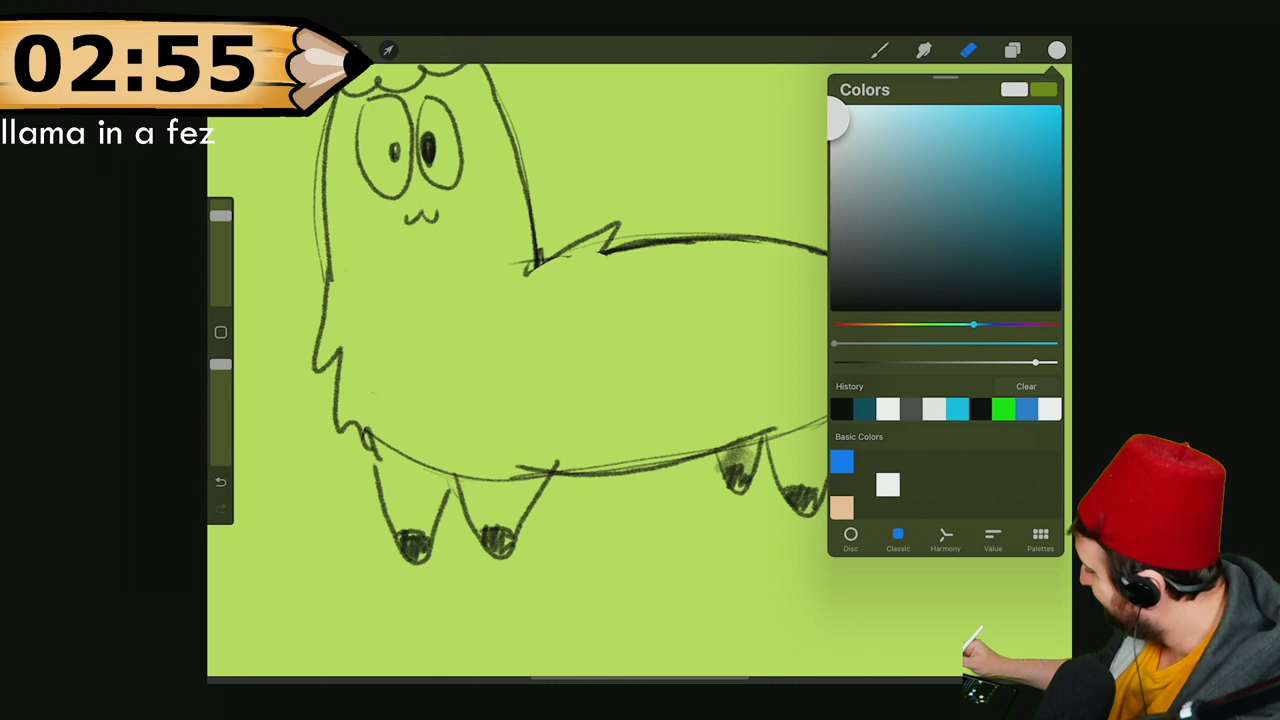 02:55
llama in a fez
Colors
History
Clear
Basic Colors
Disc
Classic
Harmony
Value
Palettes